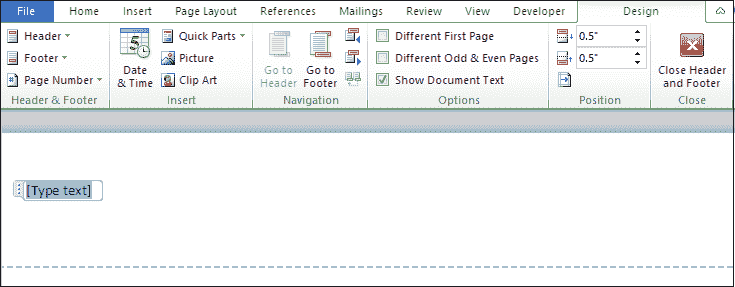 File Home Insert Page Layout References Mailings Review View Developer Design
Header Quick Parts Different First Page 0.5"
Footer Picture Different Odd & Even Pages 0.5"
Page Number Date & Time Clip Art Go to Header Go to Footer Show Document Text Close Header and Footer
Header & Footer Insert Navigation Options Position Close
[Type text]